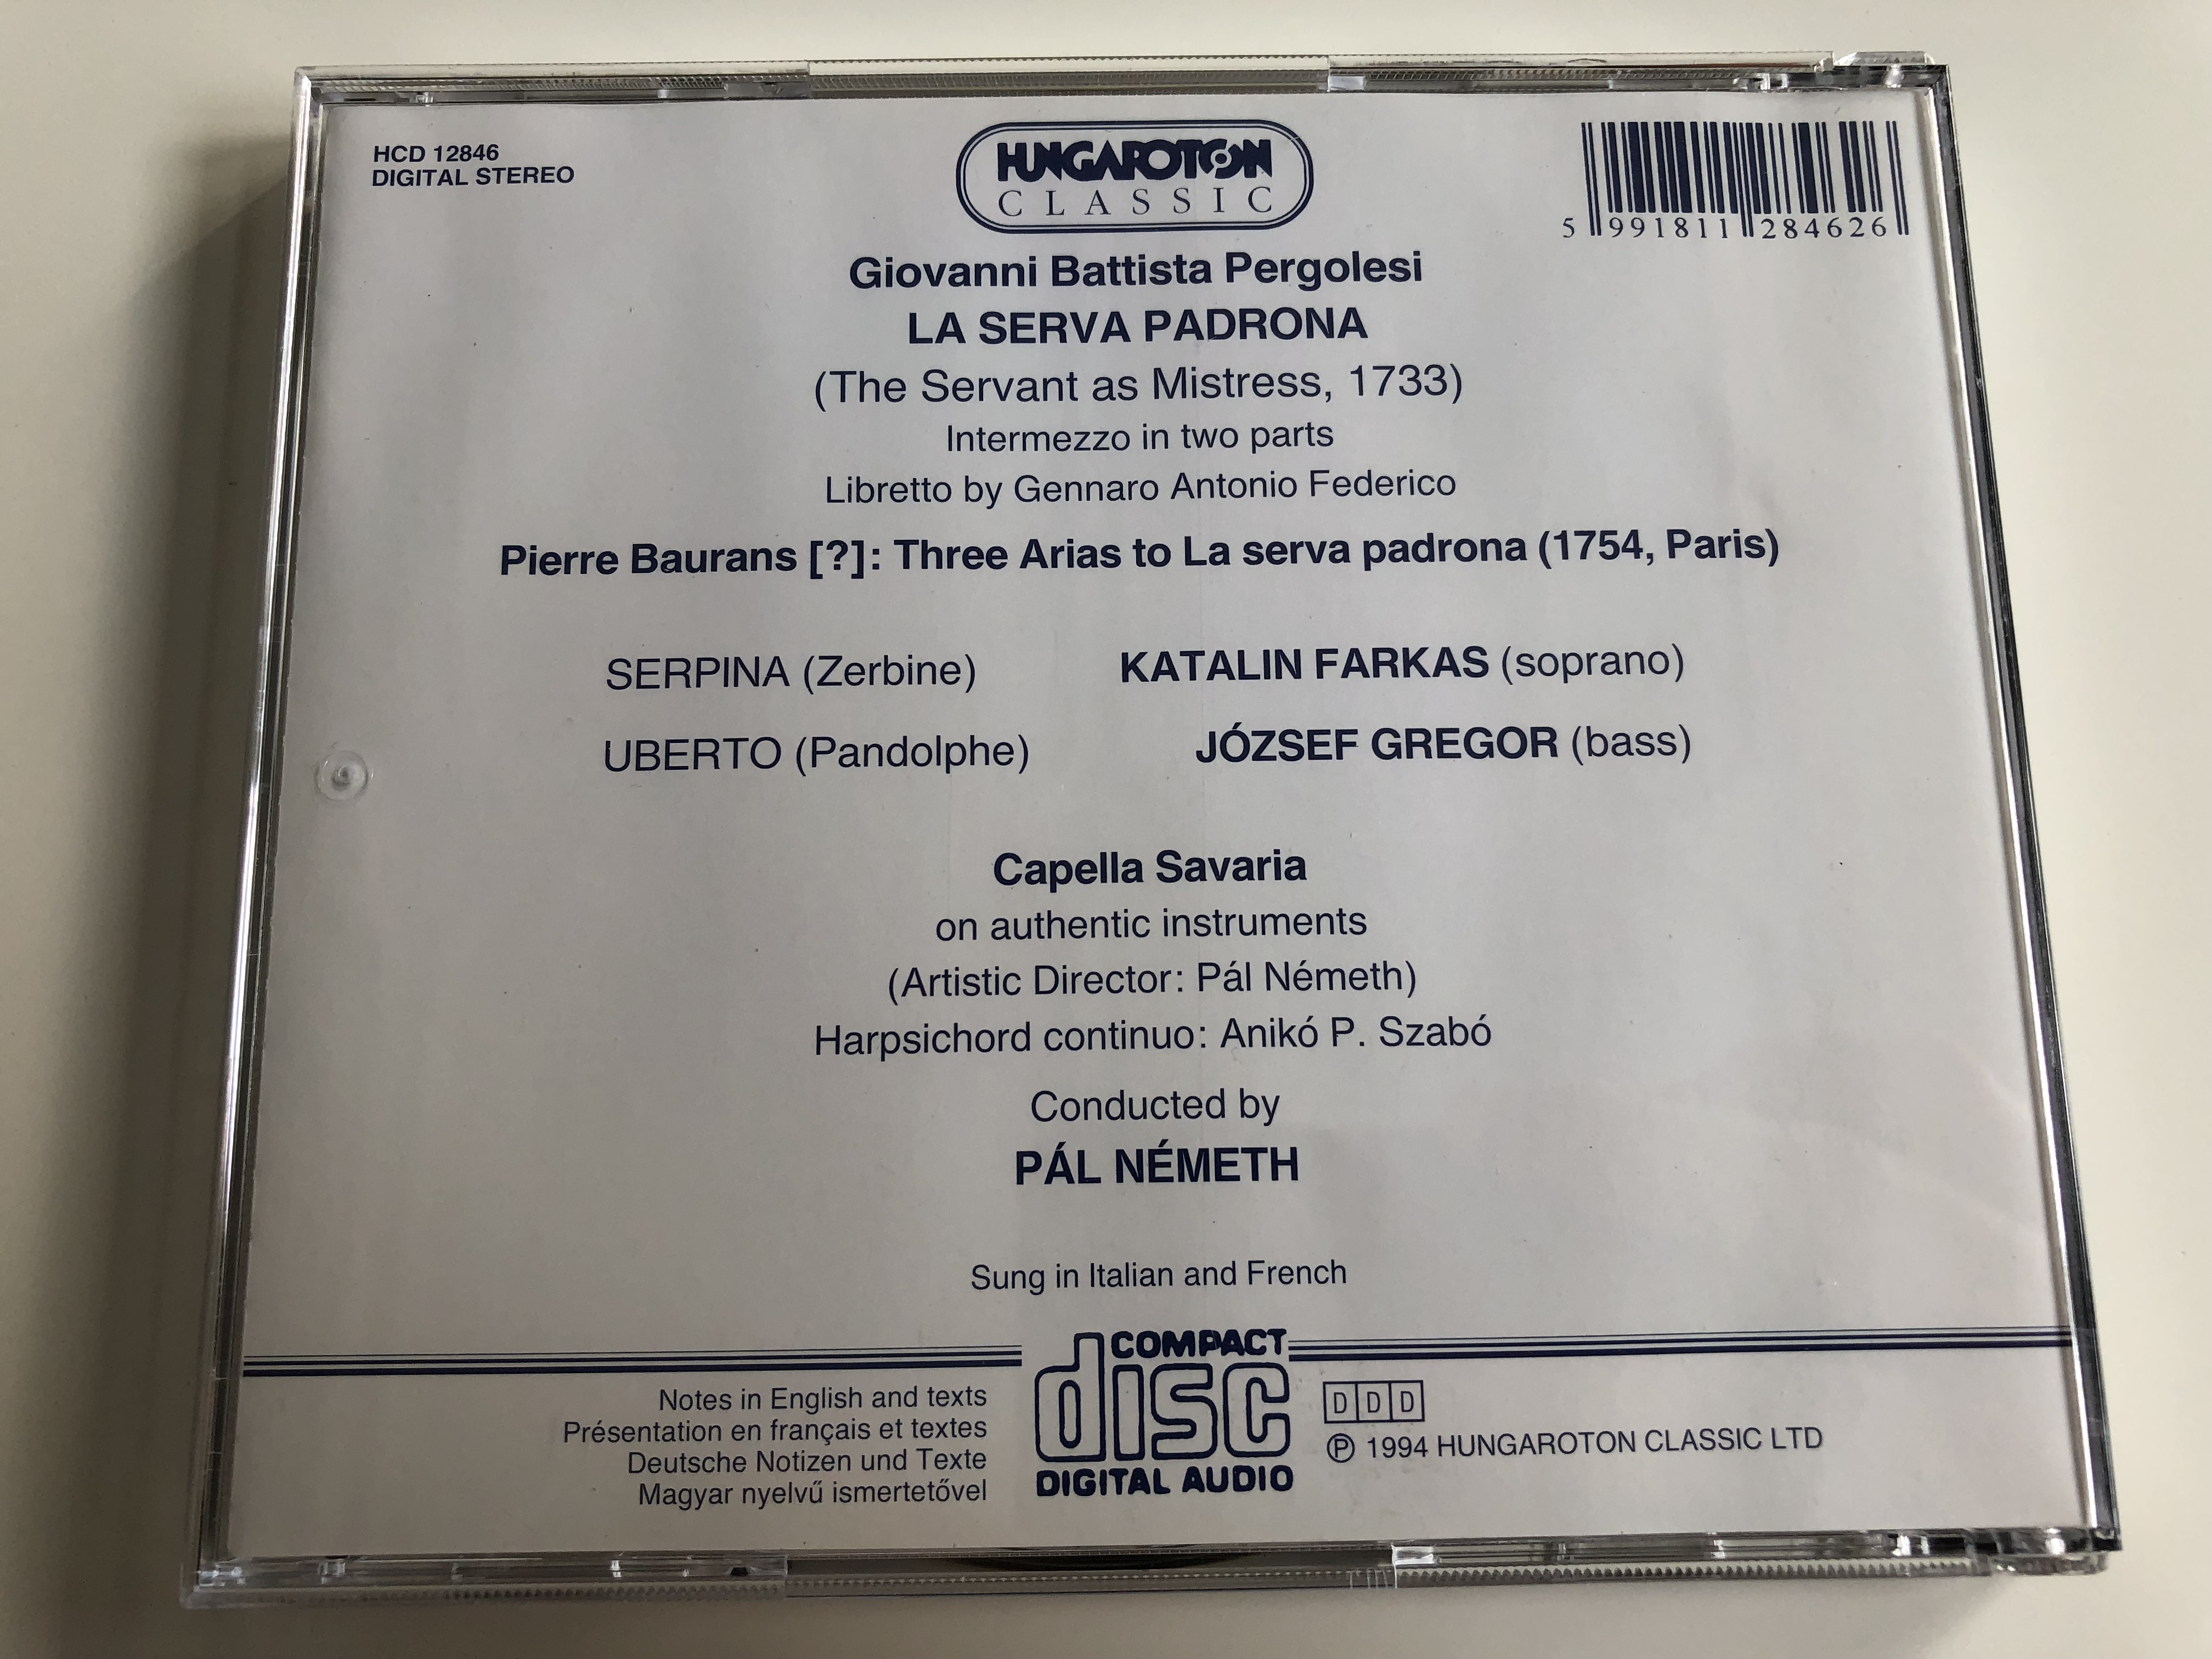 HCD 12846
DIGITAL STEREO
HUNGAROTON
CLASSIC
5 991811 284626
Giovanni Battista Pergolesi
LA SERVA PADRONA
(The Servant as Mistress, 1733)
Intermezzo in two parts
Libretto by Gennaro Antonio Federico
Pierre Baurans [?]: Three Arias to La serva padrona (1754, Paris)
SERPINA (Zerbine) KATALIN FARKAS (soprano)
UBERTO (Pandolphe) JÓZSEF GREGOR (bass)
Capella Savaria
on authentic instruments
(Artistic Director: Pál Németh)
Harpsichord continuo: Anikó P. Szabó
Conducted by
PÁL NÉMETH
Sung in Italian and French
Notes in English and texts
Présentation en français et textes
Deutsche Notizen und Texte
Magyar nyelvű ismertetővel
COMPACT
disc
DIGITAL AUDIO
D D D
Ⓟ 1994 HUNGAROTON CLASSIC LTD